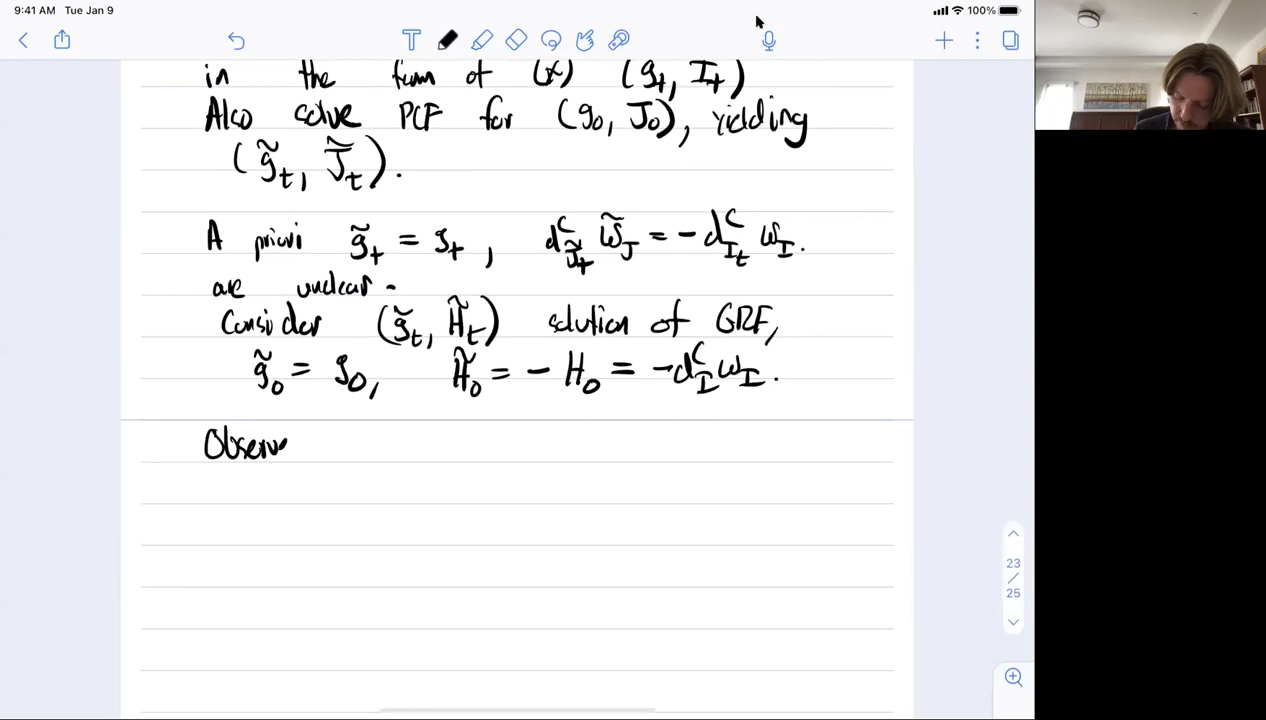 9:41 AM Tue Jan 9
100%
in the form of (*) (g_t, I_t)
Also solve PCF for (g_0, J_0), yielding
(g̃_t, J̃_t).
A priori g̃_t = g_t, d^c_{J̃_t} ω̃_J = -d^c_{I_t} ω_I.
are unclear.
Consider (g̃_t, H̃_t) solution of GRF,
g̃_0 = g_0, H̃_0 = - H_0 = -d^c_I ω_I.
Observe
23
/
25